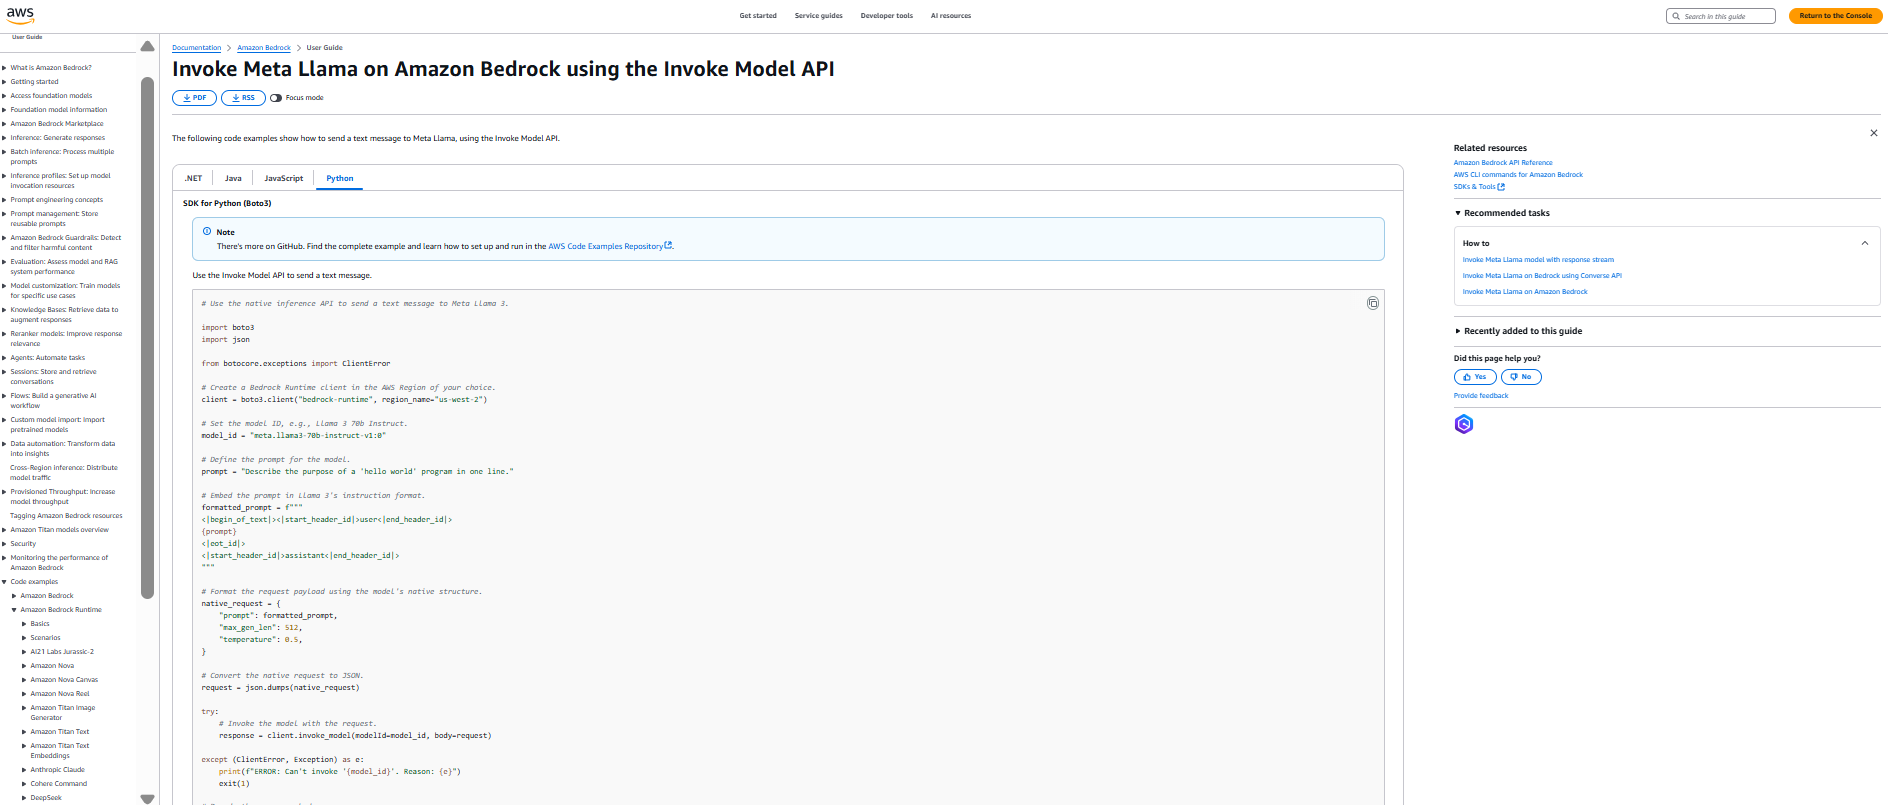 aws
Get started
Service guides
Developer tools
AI resources
Search in this guide
Return to the Console
User Guide
What is Amazon Bedrock?
Getting started
Access foundation models
Foundation model information
Amazon Bedrock Marketplace
Inference: Generate responses
Batch inference: Process multiple
prompts
Inference profiles: Set up model
invocation resources
Prompt engineering concepts
Prompt management: Store
reusable prompts
Amazon Bedrock Guardrails: Detect
and filter harmful content
Evaluation: Assess model and RAG
system performance
Model customization: Train models
for specific use cases
Knowledge Bases: Retrieve data to
augment responses
Reranker models: Improve response
relevance
Agents: Automate tasks
Sessions: Store and retrieve
conversations
Flows: Build a generative AI
workflow
Custom model import: Import
pretrained models
Data automation: Transform data
into insights
Cross-Region inference: Distribute
model traffic
Provisioned Throughput: Increase
model throughput
Tagging Amazon Bedrock resources
Amazon Titan models overview
Security
Monitoring the performance of
Amazon Bedrock
Code examples
Amazon Bedrock
Amazon Bedrock Runtime
Basics
Scenarios
AI21 Labs Jurassic-2
Amazon Nova
Amazon Nova Canvas
Amazon Nova Reel
Amazon Titan Image
Generator
Amazon Titan Text
Amazon Titan Text
Embeddings
Anthropic Claude
Cohere Command
DeepSeek
Documentation > Amazon Bedrock > User Guide
Invoke Meta Llama on Amazon Bedrock using the Invoke Model API
PDF
RSS
Focus mode
The following code examples show how to send a text message to Meta Llama, using the Invoke Model API.
.NET
Java
JavaScript
Python
SDK for Python (Boto3)
Note
There's more on GitHub. Find the complete example and learn how to set up and run in the AWS Code Examples Repository.
Use the Invoke Model API to send a text message.
# Use the native inference API to send a text message to Meta Llama 3.
import boto3
import json
from botocore.exceptions import ClientError
# Create a Bedrock Runtime client in the AWS Region of your choice.
client = boto3.client("bedrock-runtime", region_name="us-west-2")
# Set the model ID, e.g., Llama 3 70b Instruct.
model_id = "meta.llama3-70b-instruct-v1:0"
# Define the prompt for the model.
prompt = "Describe the purpose of a 'hello world' program in one line."
# Embed the prompt in Llama 3's instruction format.
formatted_prompt = f"""
<|begin_of_text|><|start_header_id|>user<|end_header_id|>
{prompt}
<|eot_id|>
<|start_header_id|>assistant<|end_header_id|>
"""
# Format the request payload using the model's native structure.
native_request = {
    "prompt": formatted_prompt,
    "max_gen_len": 512,
    "temperature": 0.5,
}
# Convert the native request to JSON.
request = json.dumps(native_request)
try:
    # Invoke the model with the request.
    response = client.invoke_model(modelId=model_id, body=request)
except (ClientError, Exception) as e:
    print(f"ERROR: Can't invoke '{model_id}'. Reason: {e}")
    exit(1)
Related resources
Amazon Bedrock API Reference
AWS CLI commands for Amazon Bedrock
SDKs & Tools
Recommended tasks
How to
Invoke Meta Llama model with response stream
Invoke Meta Llama on Bedrock using Converse API
Invoke Meta Llama on Amazon Bedrock
Recently added to this guide
Did this page help you?
Yes
No
Provide feedback